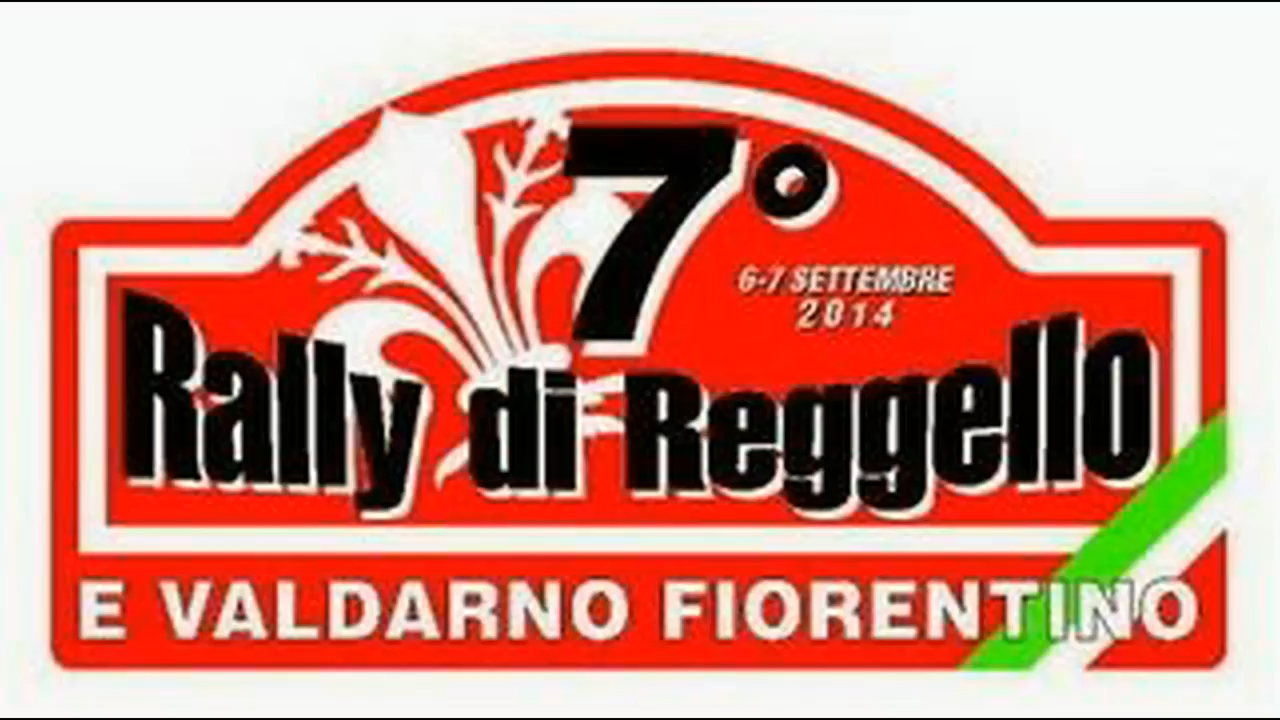 7°
6-7 SETTEMBRE
2014
Rally di Reggello
E VALDARNO FIORENTINO